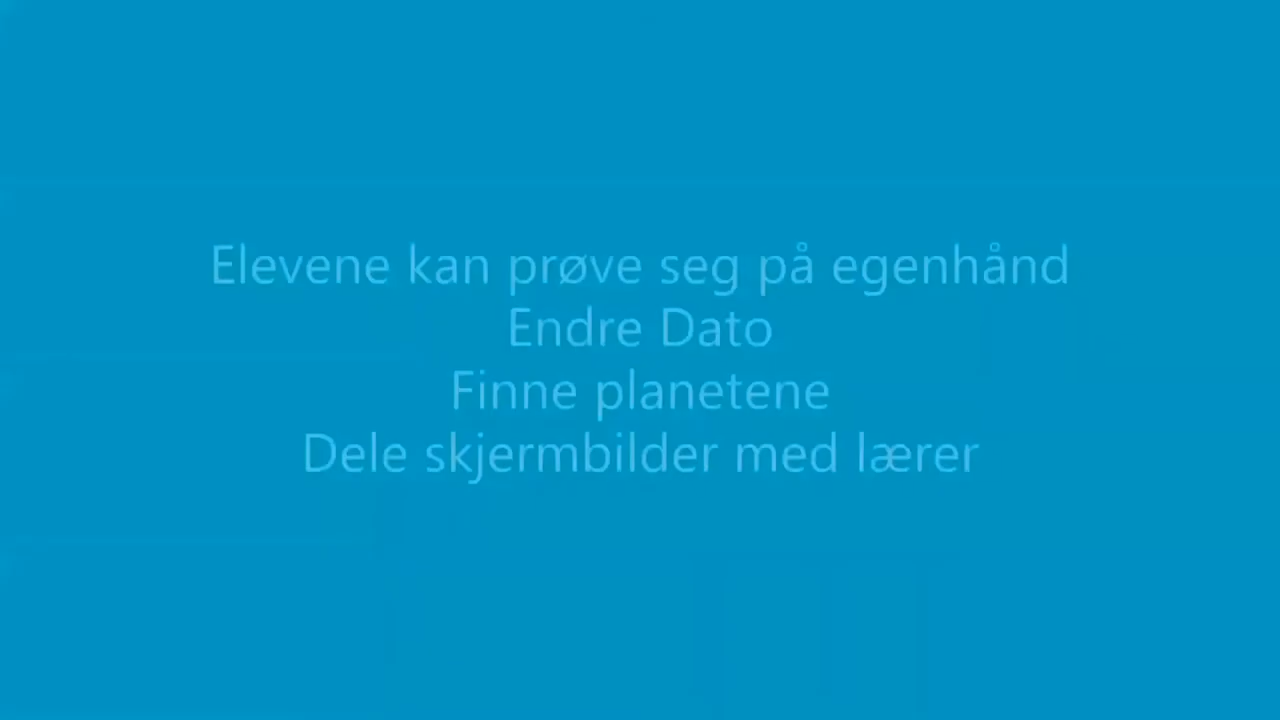 Elevene kan prøve seg på egenhånd
Endre Dato
Finne planetene
Dele skjermbilder med lærer